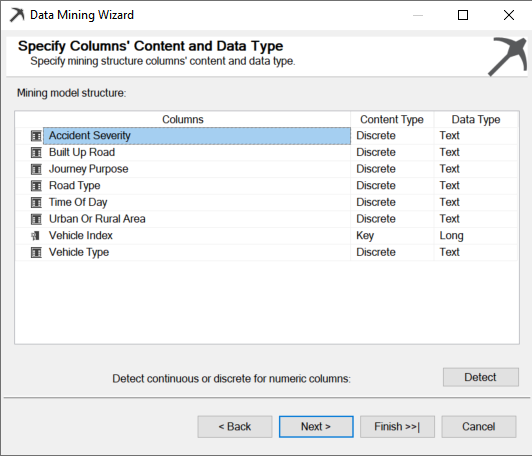 Data Mining Wizard
Specify Columns' Content and Data Type
Specify mining structure columns' content and data type.
Mining model structure:
Columns Content Type Data Type
Accident Severity Discrete Text
Built Up Road Discrete Text
Journey Purpose Discrete Text
Road Type Discrete Text
Time Of Day Discrete Text
Urban Or Rural Area Discrete Text
Vehicle Index Key Long
Vehicle Type Discrete Text
Detect continuous or discrete for numeric columns: Detect
< Back Next > Finish >>| Cancel